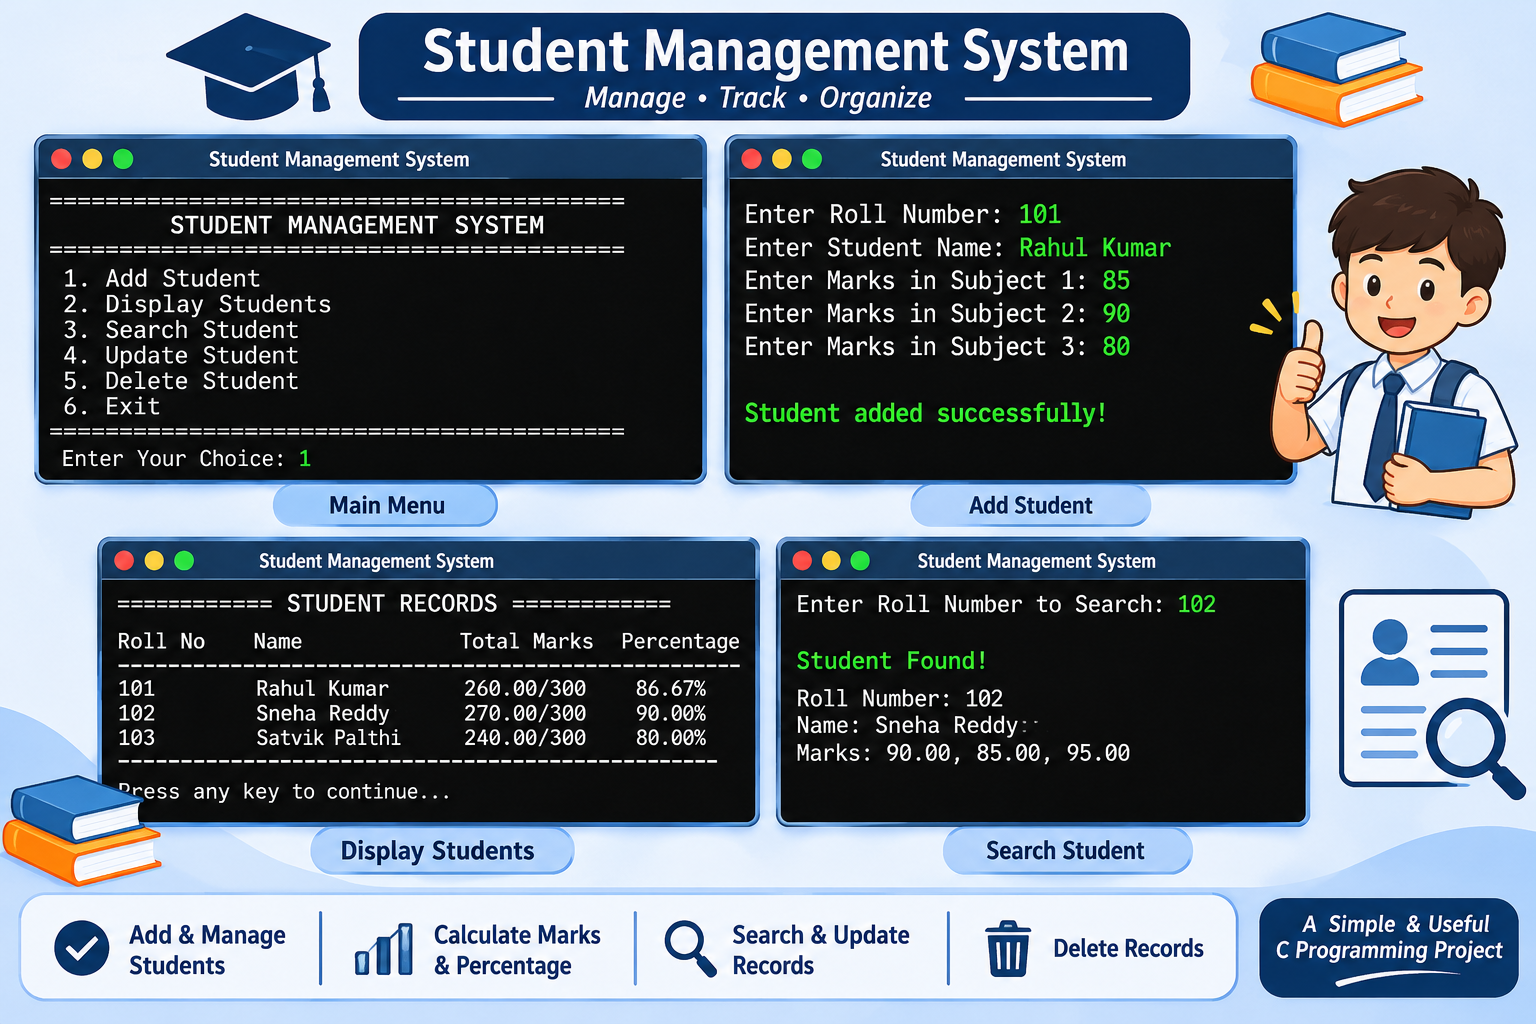 Student Management System
Manage • Track • Organize
Student Management System
=========================================
STUDENT MANAGEMENT SYSTEM
=========================================
1. Add Student
2. Display Students
3. Search Student
4. Update Student
5. Delete Student
6. Exit
=========================================
Enter Your Choice: 1
Main Menu
Student Management System
Enter Roll Number: 101
Enter Student Name: Rahul Kumar
Enter Marks in Subject 1: 85
Enter Marks in Subject 2: 90
Enter Marks in Subject 3: 80
Student added successfully!
Add Student
Student Management System
============ STUDENT RECORDS ============
Roll No Name Total Marks Percentage
--------------------------------------------------
101 Rahul Kumar 260.00/300 86.67%
102 Sneha Reddy 270.00/300 90.00%
103 Satvik Palthi 240.00/300 80.00%
------------------------------------------------
Press any key to continue...
Display Students
Student Management System
Enter Roll Number to Search: 102
Student Found!
Roll Number: 102
Name: Sneha Reddy
Marks: 90.00, 85.00, 95.00
Search Student
Add & Manage
Students
Calculate Marks
& Percentage
Search & Update
Records
Delete Records
A Simple & Useful
C Programming Project